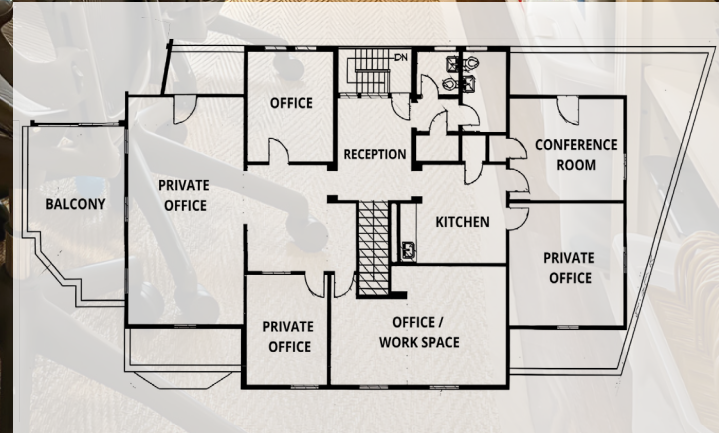 DN
OFFICE
RECEPTION
CONFERENCE
ROOM
PRIVATE
OFFICE
BALCONY
KITCHEN
PRIVATE
OFFICE
PRIVATE
OFFICE
OFFICE /
WORK SPACE